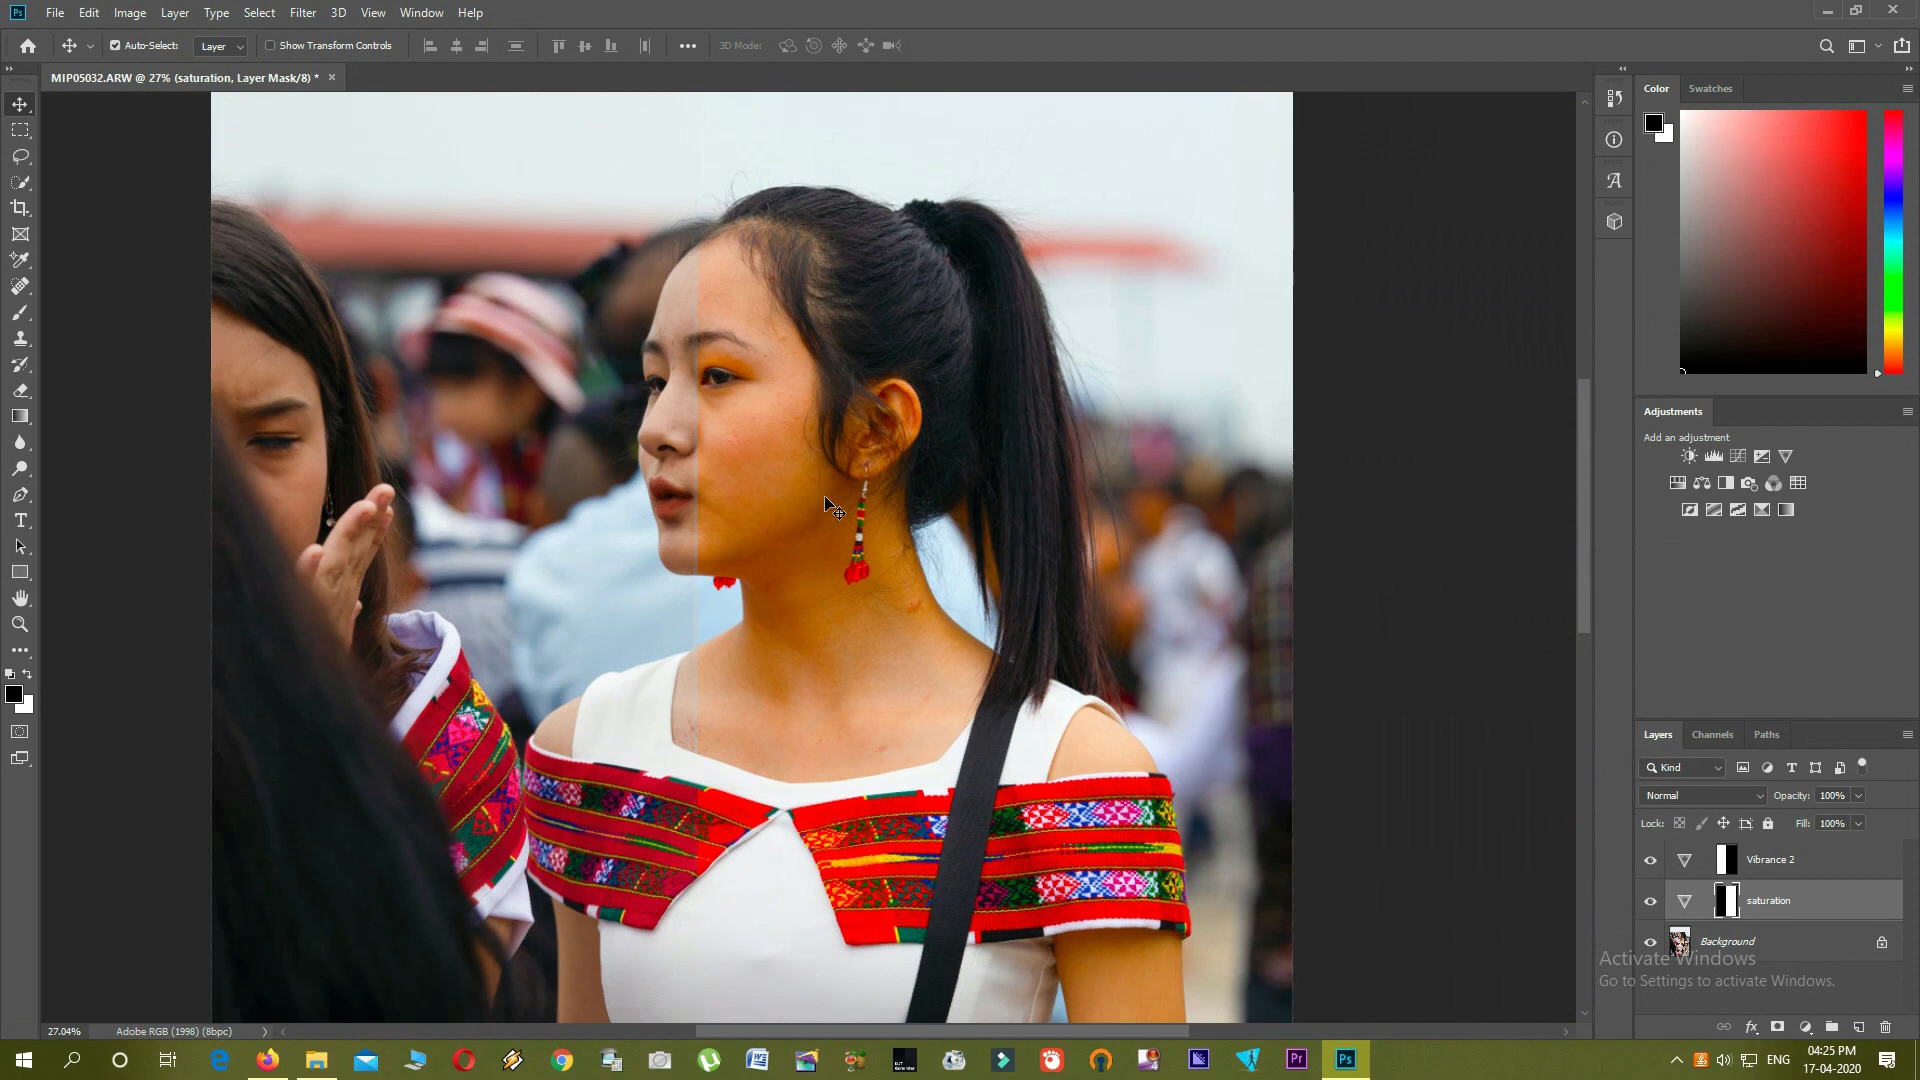 Ps File Edit Image Layer Type Select Filter 3D View Window Help
Auto-Select: Layer Show Transform Controls 3D Mode:
MIP05032.ARW @ 27% (saturation, Layer Mask/8) *
Color Swatches
Adjustments
Add an adjustment
Layers Channels Paths
Kind
Normal Opacity: 100%
Lock: Fill: 100%
Vibrance 2
saturation
Background
Activate Windows
Go to Settings to activate Windows.
27.04% Adobe RGB (1998) (8bpc)
Pr Ps ENG 04:25 PM
17-04-2020